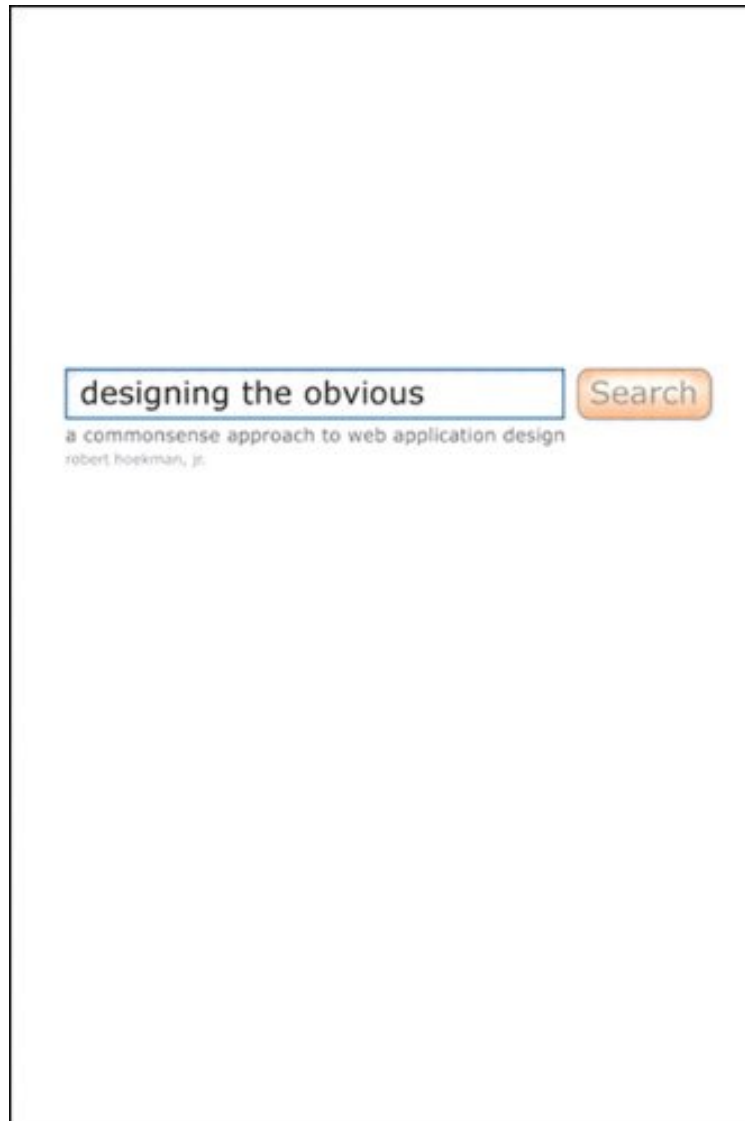 designing the obvious Search
a commonsense approach to web application design
robert hoekman, jr.